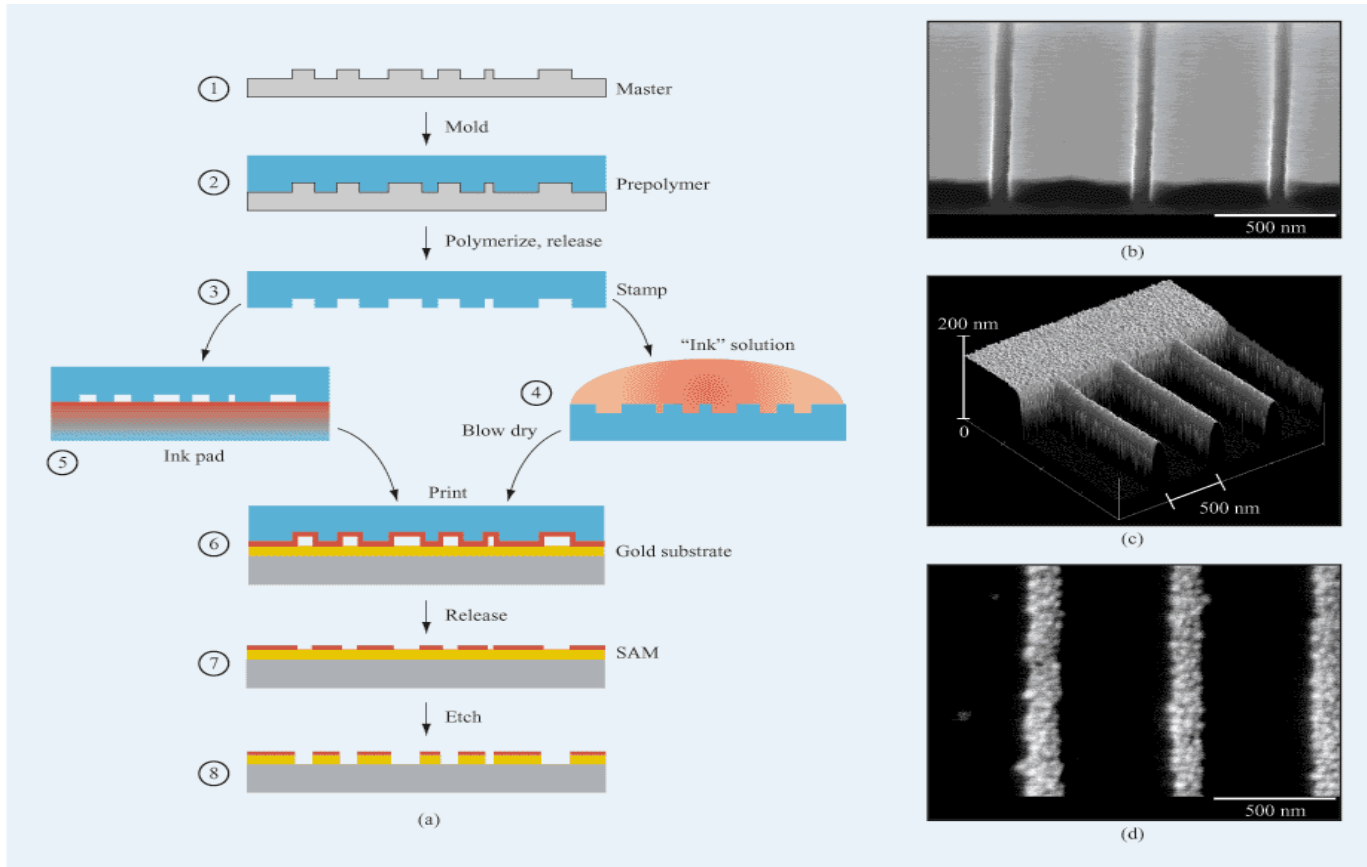 1
Master
Mold
2
Prepolymer
Polymerize, release
3
Stamp
“Ink” solution
4
Blow dry
Ink pad
5
Print
6
Gold substrate
Release
7
SAM
Etch
8
(a)
500 nm
(b)
200 nm
0
500 nm
(c)
500 nm
(d)